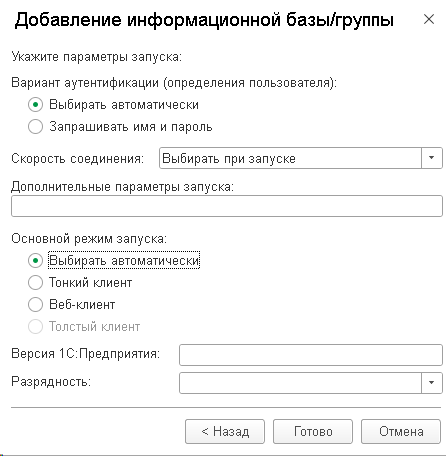 Добавление информационной базы/группы
Укажите параметры запуска:
Вариант аутентификации (определения пользователя):
Выбирать автоматически
Запрашивать имя и пароль
Скорость соединения: Выбирать при запуске
Дополнительные параметры запуска:
Основной режим запуска:
Выбирать автоматически
Тонкий клиент
Веб-клиент
Толстый клиент
Версия 1С:Предприятия:
Разрядность:
< Назад Готово Отмена